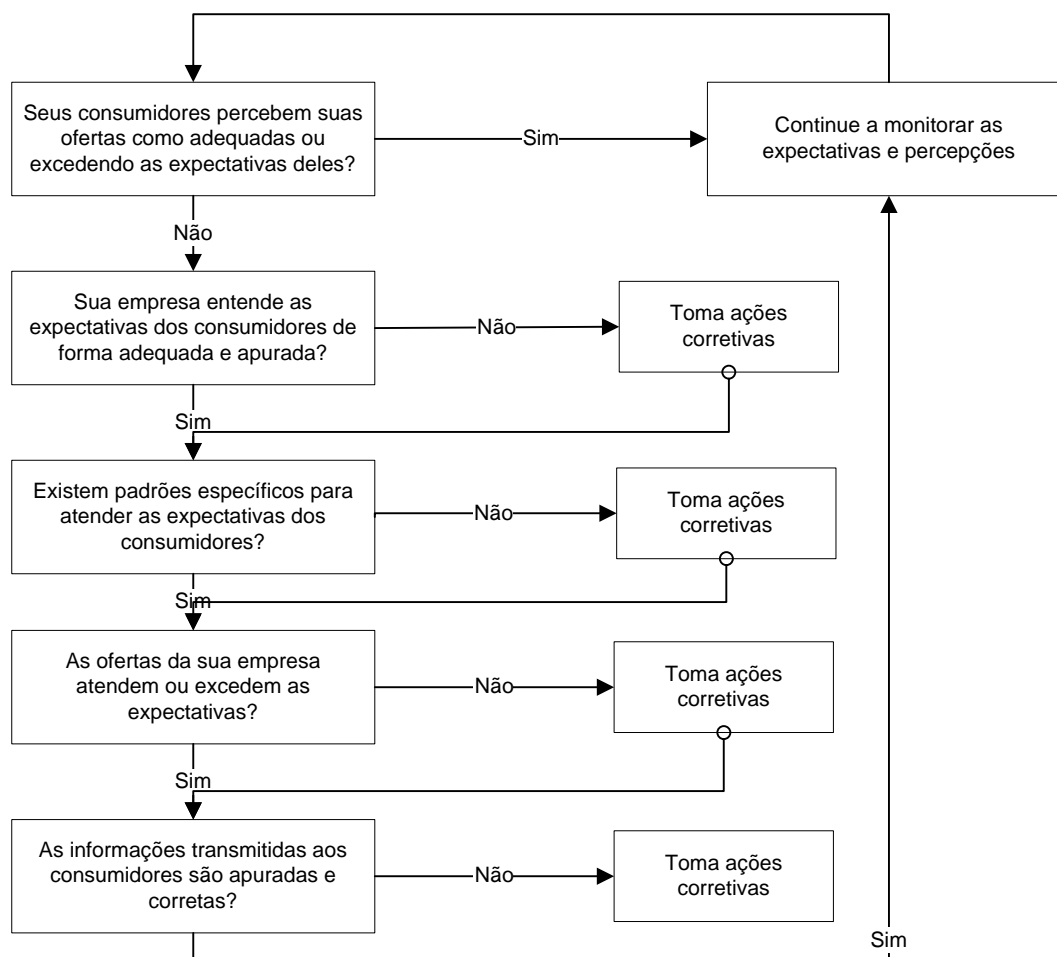 Seus consumidores percebem suas
ofertas como adequadas ou
excedendo as expectativas deles?
Sim
Continue a monitorar as
expectativas e percepções
Não
Sua empresa entende as
expectativas dos consumidores de
forma adequada e apurada?
Não
Toma ações
corretivas
Sim
Existem padrões específicos para
atender as expectativas dos
consumidores?
Não
Toma ações
corretivas
Sim
As ofertas da sua empresa
atendem ou excedem as
expectativas?
Não
Toma ações
corretivas
Sim
As informações transmitidas aos
consumidores são apuradas e
corretas?
Não
Toma ações
corretivas
Sim